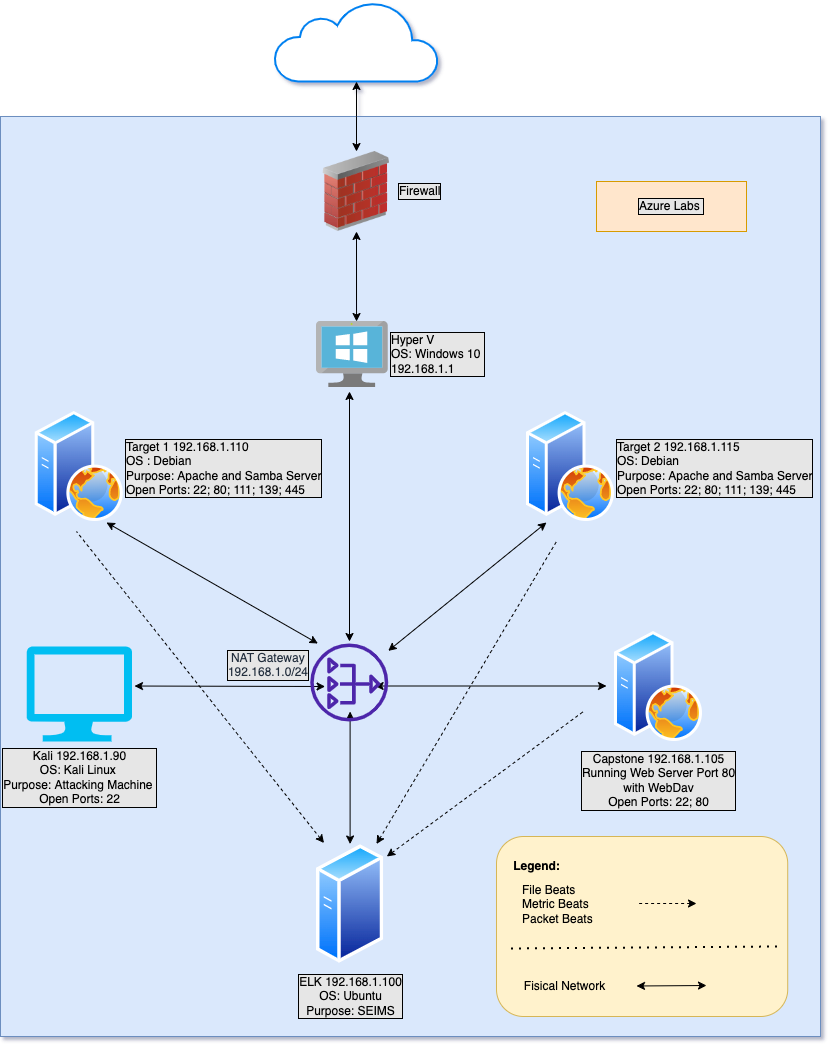 Firewall
Azure Labs
Hyper V
OS: Windows 10
192.168.1.1
Target 1 192.168.1.110
OS : Debian
Purpose: Apache and Samba Server
Open Ports: 22; 80; 111; 139; 445
Target 2 192.168.1.115
OS: Debian
Purpose: Apache and Samba Server
Open Ports: 22; 80; 111; 139; 445
NAT Gateway
192.168.1.0/24
Kali 192.168.1.90
OS: Kali Linux
Purpose: Attacking Machine
Open Ports: 22
Capstone 192.168.1.105
Running Web Server Port 80
with WebDav
Open Ports: 22; 80
ELK 192.168.1.100
OS: Ubuntu
Purpose: SEIMS
Legend:
File Beats
Metric Beats
Packet Beats
Fisical Network